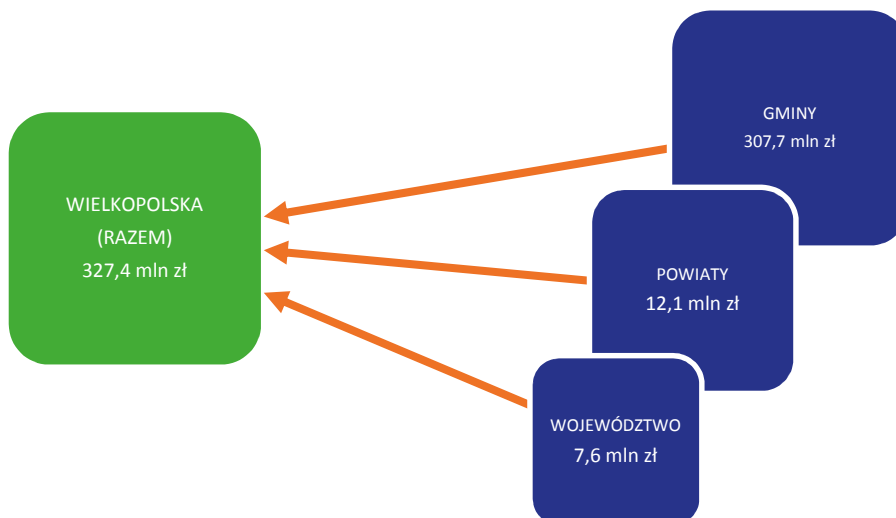 WIELKOPOLSKA
(RAZEM)
327,4 mln zł
GMINY
307,7 mln zł
POWIATY
12,1 mln zł
WOJEWÓDZTWO
7,6 mln zł